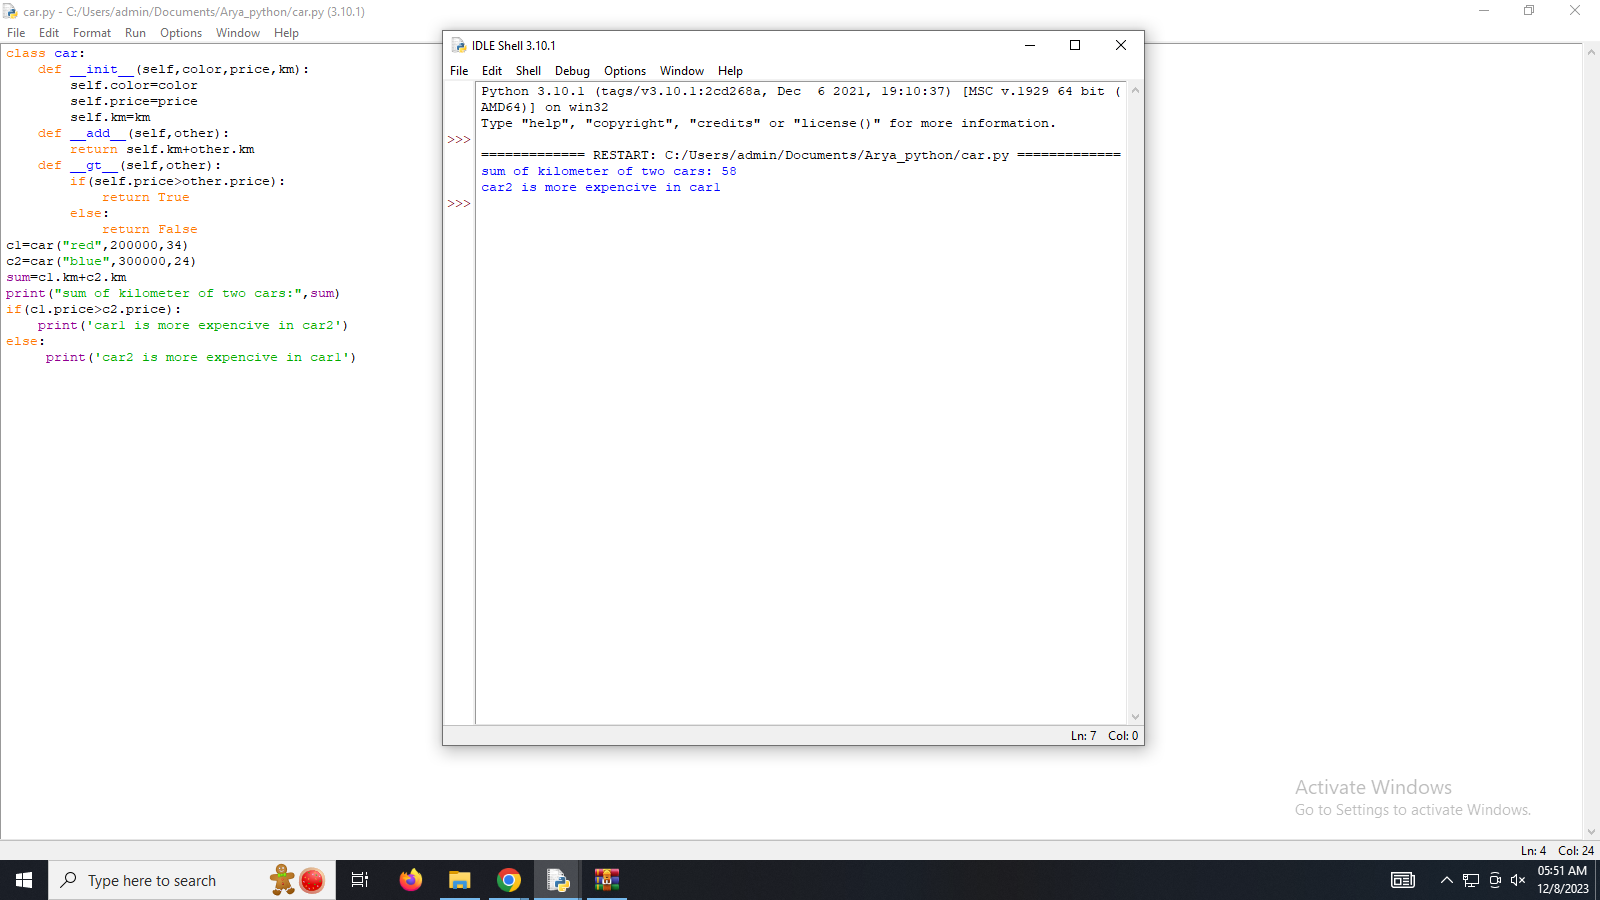 car.py - C:/Users/admin/Documents/Arya_python/car.py (3.10.1)
File Edit Format Run Options Window Help
class car:
    def __init__(self,color,price,km):
        self.color=color
        self.price=price
        self.km=km
    def __add__(self,other):
        return self.km+other.km
    def __gt__(self,other):
        if(self.price>other.price):
            return True
        else:
            return False
c1=car("red",200000,34)
c2=car("blue",300000,24)
sum=c1.km+c2.km
print("sum of kilometer of two cars:",sum)
if(c1.price>c2.price):
    print('car1 is more expencive in car2')
else:
     print('car2 is more expencive in car1')
IDLE Shell 3.10.1
File Edit Shell Debug Options Window Help
Python 3.10.1 (tags/v3.10.1:2cd268a, Dec  6 2021, 19:10:37) [MSC v.1929 64 bit (
AMD64)] on win32
Type "help", "copyright", "credits" or "license()" for more information.
>>>
============= RESTART: C:/Users/admin/Documents/Arya_python/car.py =============
sum of kilometer of two cars: 58
car2 is more expencive in car1
>>>
Ln: 7 Col: 0
Activate Windows
Go to Settings to activate Windows.
Ln: 4 Col: 24
Type here to search
05:51 AM
12/8/2023